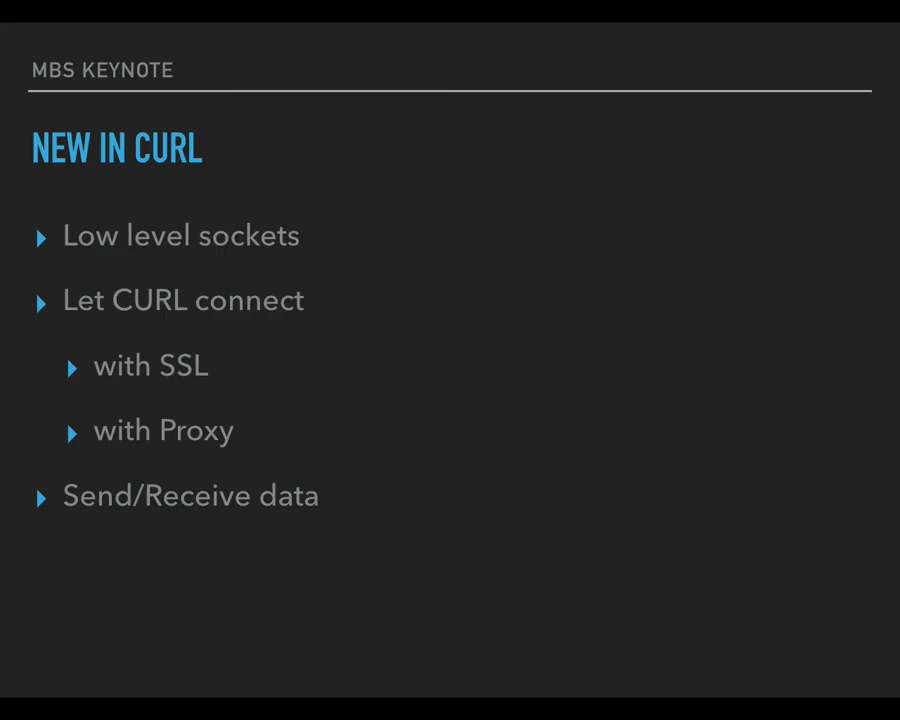 MBS KEYNOTE
NEW IN CURL
Low level sockets
Let CURL connect
with SSL
with Proxy
Send/Receive data